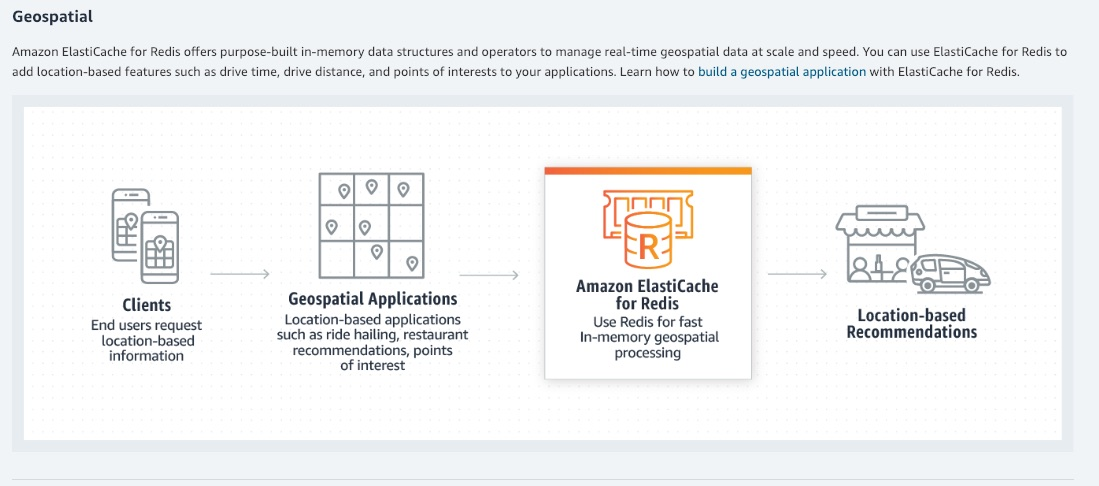 Geospatial
Amazon ElastiCache for Redis offers purpose-built in-memory data structures and operators to manage real-time geospatial data at scale and speed. You can use ElastiCache for Redis to
add location-based features such as drive time, drive distance, and points of interests to your applications. Learn how to build a geospatial application with ElastiCache for Redis.
Clients
End users request
location-based
information
Geospatial Applications
Location-based applications
such as ride hailing, restaurant
recommendations, points
of interest
R
Amazon ElastiCache
for Redis
Use Redis for fast
In-memory geospatial
processing
Location-based
Recommendations